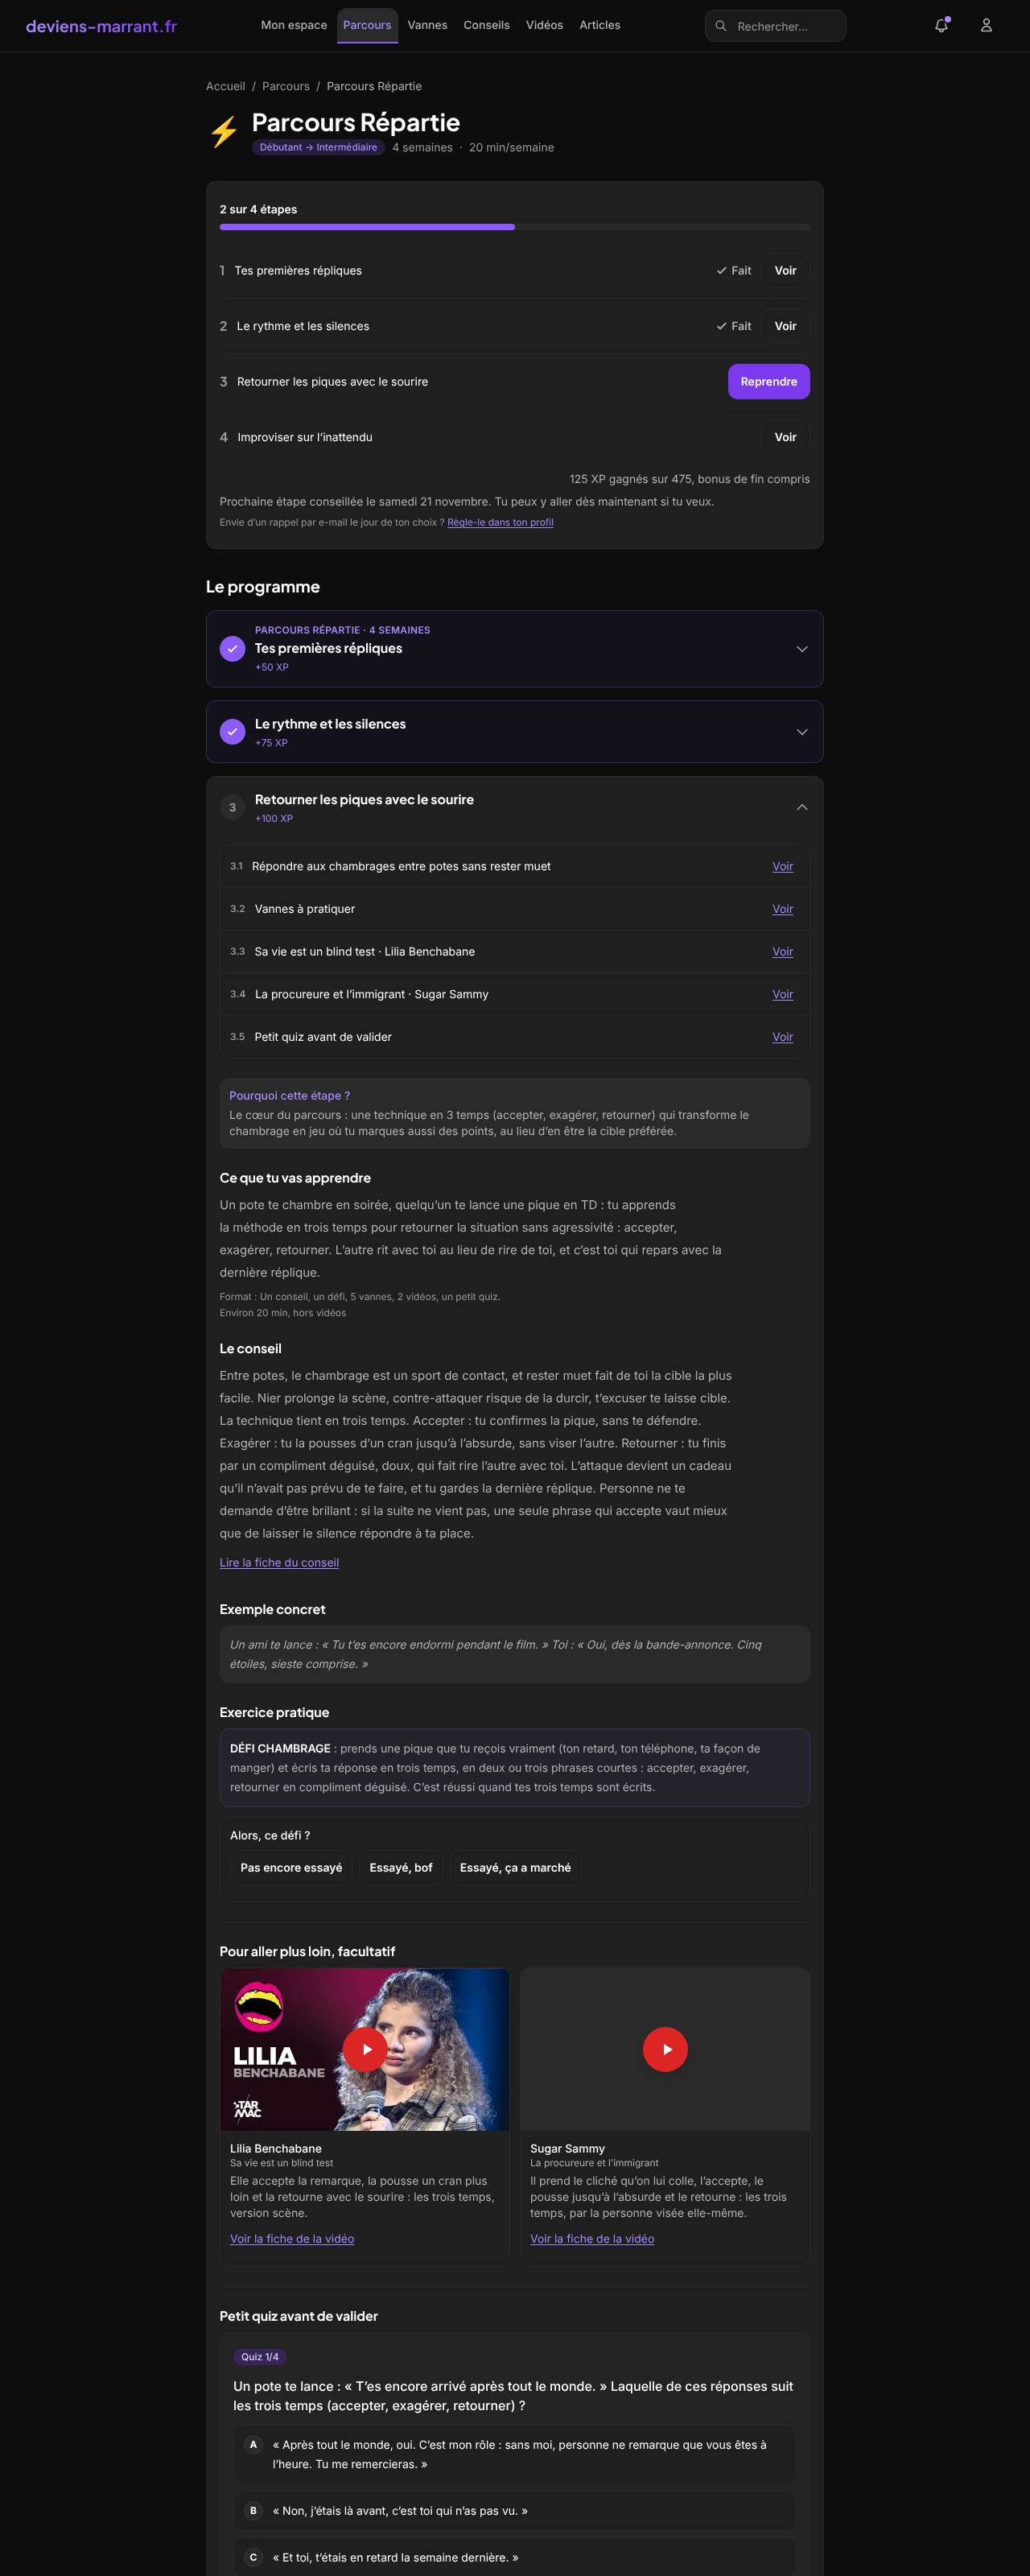 deviens-marrant.fr
Mon espace
Parcours
Vannes
Conseils
Vidéos
Articles
Rechercher...
Accueil / Parcours / Parcours Répartie
Parcours Répartie
Débutant → Intermédiaire 4 semaines · 20 min/semaine
2 sur 4 étapes
1 Tes premières répliques Fait Voir
2 Le rythme et les silences Fait Voir
3 Retourner les piques avec le sourire Reprendre
4 Improviser sur l’inattendu Voir
125 XP gagnés sur 475, bonus de fin compris
Prochaine étape conseillée le samedi 21 novembre. Tu peux y aller dès maintenant si tu veux.
Envie d’un rappel par e-mail le jour de ton choix ? Règle-le dans ton profil
Le programme
PARCOURS RÉPARTIE · 4 SEMAINES
Tes premières répliques
+50 XP
Le rythme et les silences
+75 XP
3 Retourner les piques avec le sourire
+100 XP
3.1 Répondre aux chambrages entre potes sans rester muet Voir
3.2 Vannes à pratiquer Voir
3.3 Sa vie est un blind test · Lilia Benchabane Voir
3.4 La procureure et l’immigrant · Sugar Sammy Voir
3.5 Petit quiz avant de valider Voir
Pourquoi cette étape ?
Le cœur du parcours : une technique en 3 temps (accepter, exagérer, retourner) qui transforme le
chambrage en jeu où tu marques aussi des points, au lieu d’en être la cible préférée.
Ce que tu vas apprendre
Un pote te chambre en soirée, quelqu’un te lance une pique en TD : tu apprends
la méthode en trois temps pour retourner la situation sans agressivité : accepter,
exagérer, retourner. L’autre rit avec toi au lieu de rire de toi, et c’est toi qui repars avec la
dernière réplique.
Format : Un conseil, un défi, 5 vannes, 2 vidéos, un petit quiz.
Environ 20 min, hors vidéos
Le conseil
Entre potes, le chambrage est un sport de contact, et rester muet fait de toi la cible la plus
facile. Nier prolonge la scène, contre-attaquer risque de la durcir, t’excuser te laisse cible.
La technique tient en trois temps. Accepter : tu confirmes la pique, sans te défendre.
Exagérer : tu la pousses d’un cran jusqu’à l’absurde, sans viser l’autre. Retourner : tu finis
par un compliment déguisé, doux, qui fait rire l’autre avec toi. L’attaque devient un cadeau
qu’il n’avait pas prévu de te faire, et tu gardes la dernière réplique. Personne ne te
demande d’être brillant : si la suite ne vient pas, une seule phrase qui accepte vaut mieux
que de laisser le silence répondre à ta place.
Lire la fiche du conseil
Exemple concret
Un ami te lance : « Tu t’es encore endormi pendant le film. » Toi : « Oui, dès la bande-annonce. Cinq
étoiles, sieste comprise. »
Exercice pratique
DÉFI CHAMBRAGE : prends une pique que tu reçois vraiment (ton retard, ton téléphone, ta façon de
manger) et écris ta réponse en trois temps, en deux ou trois phrases courtes : accepter, exagérer,
retourner en compliment déguisé. C’est réussi quand tes trois temps sont écrits.
Alors, ce défi ?
Pas encore essayé
Essayé, bof
Essayé, ça a marché
Pour aller plus loin, facultatif
LILIA
BENCHABANE
STAR
MAC
Lilia Benchabane
Sa vie est un blind test
Elle accepte la remarque, la pousse un cran plus
loin et la retourne avec le sourire : les trois temps,
version scène.
Voir la fiche de la vidéo
Sugar Sammy
La procureure et l’immigrant
Il prend le cliché qu’on lui colle, l’accepte, le
pousse jusqu’à l’absurde et le retourne : les trois
temps, par la personne visée elle-même.
Voir la fiche de la vidéo
Petit quiz avant de valider
Quiz 1/4
Un pote te lance : « T’es encore arrivé après tout le monde. » Laquelle de ces réponses suit
les trois temps (accepter, exagérer, retourner) ?
A « Après tout le monde, oui. C’est mon rôle : sans moi, personne ne remarque que vous êtes à
l’heure. Tu me remercieras. »
B « Non, j’étais là avant, c’est toi qui n’as pas vu. »
C « Et toi, t’étais en retard la semaine dernière. »